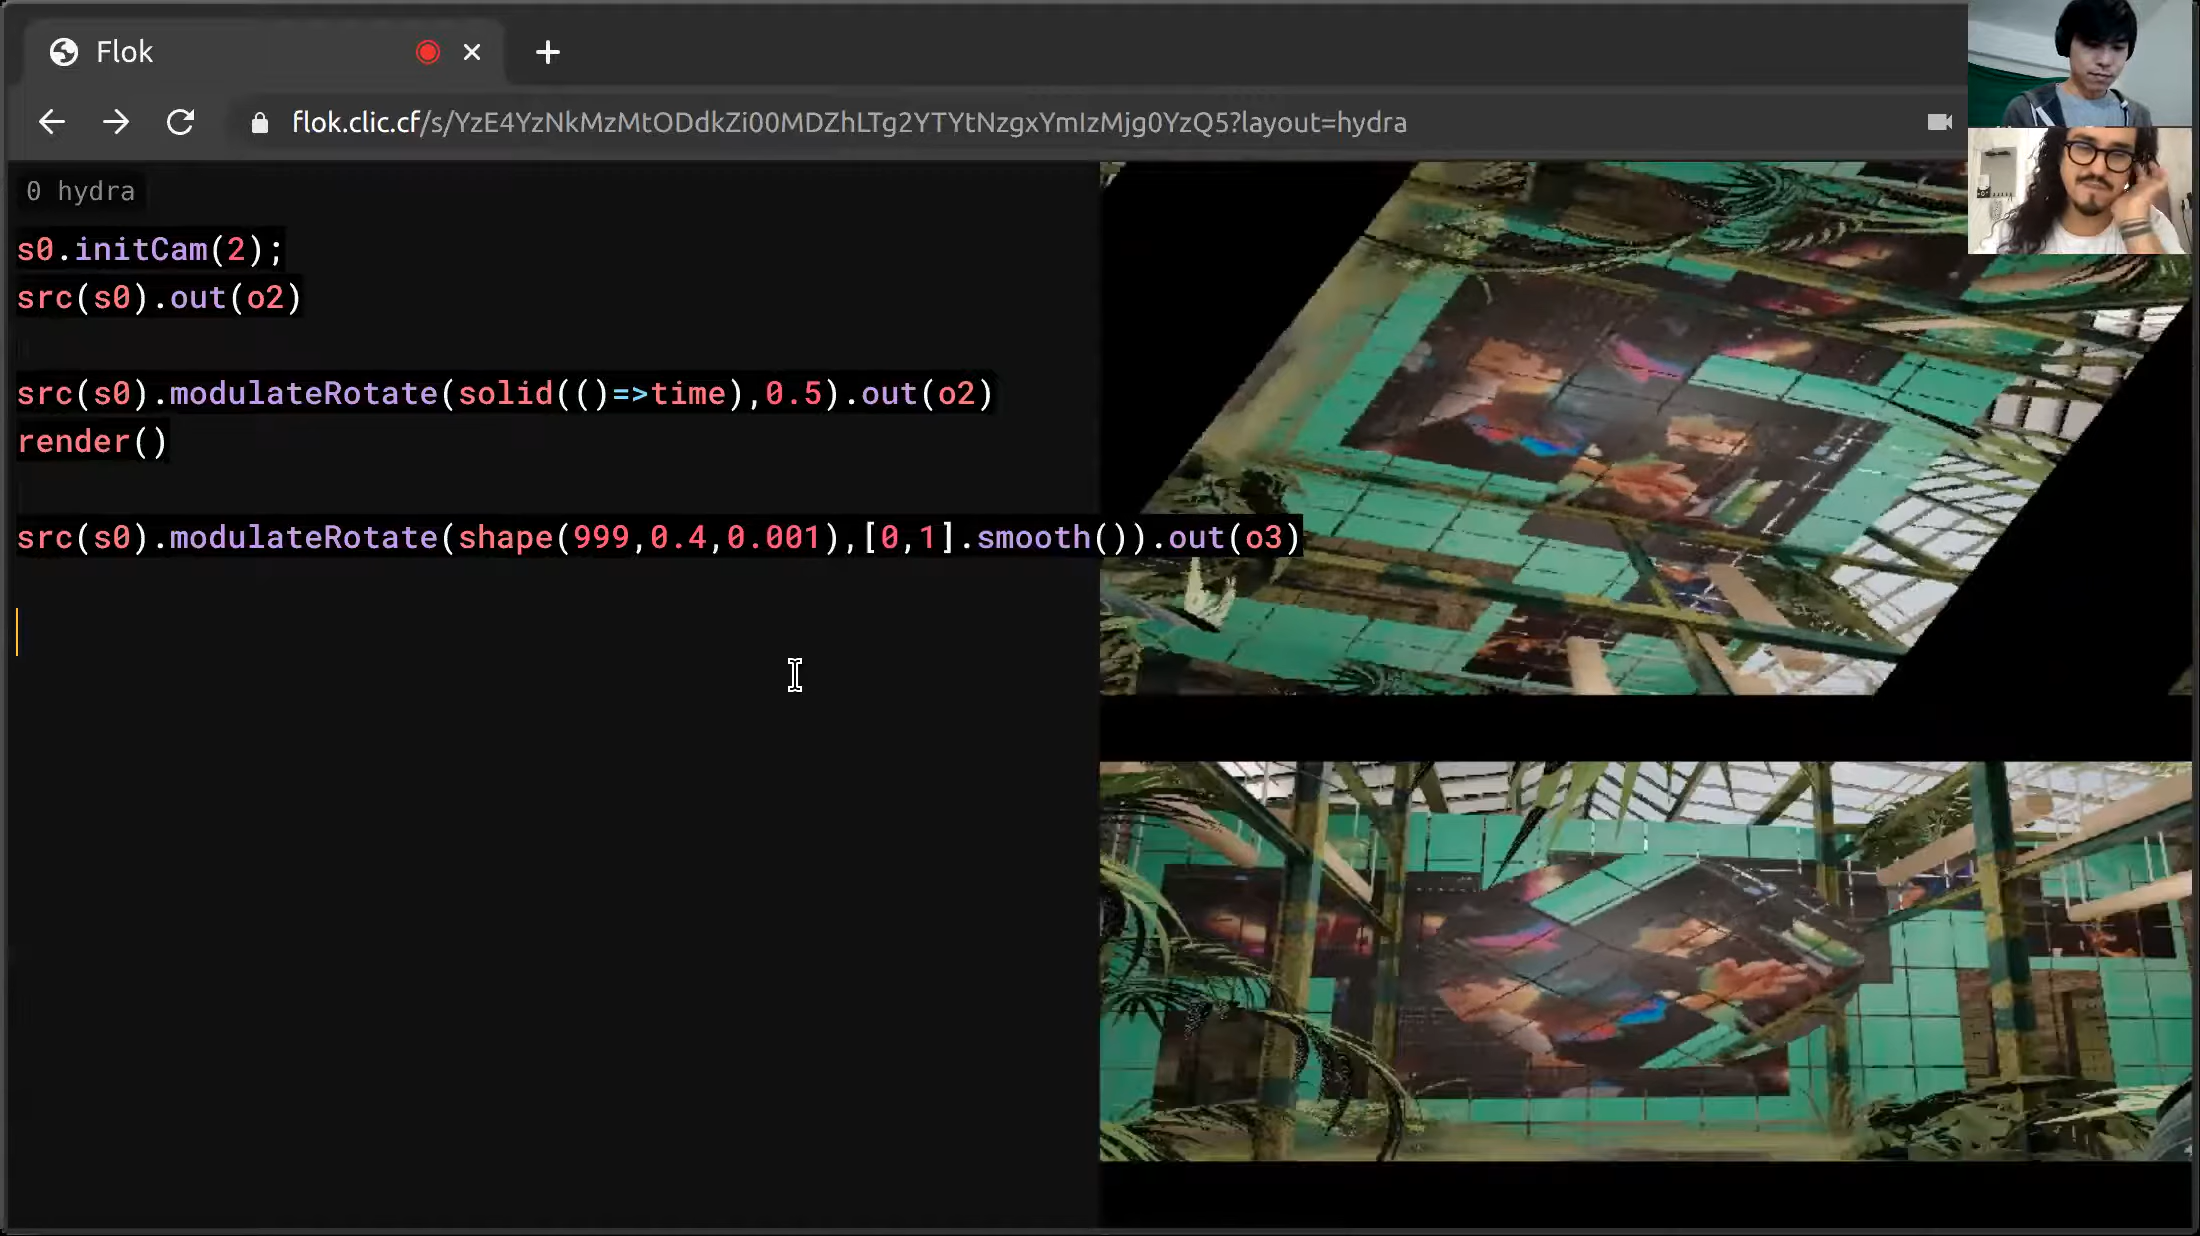 Flok
flok.clic.cf/s/YzE4YzNkMzMtODdkZi00MDZhLTg2YTYtNzgxYmIzMjg0YzQ5?layout=hydra
0 hydra
s0.initCam(2);
src(s0).out(o2)
src(s0).modulateRotate(solid(()=>time),0.5).out(o2)
render()
src(s0).modulateRotate(shape(999,0.4,0.001),[0,1].smooth()).out(o3)